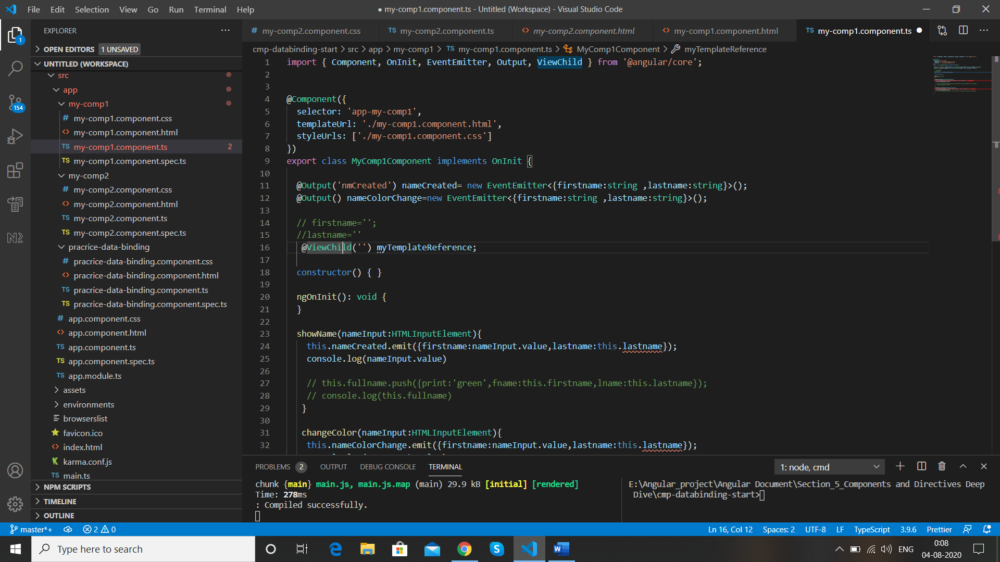 File Edit Selection View Go Run Terminal Help
● my-comp1.component.ts - Untitled (Workspace) - Visual Studio Code
EXPLORER
OPEN EDITORS 1 UNSAVED
UNTITLED (WORKSPACE)
src
app
my-comp1
# my-comp1.component.css
<> my-comp1.component.html
TS my-comp1.component.ts 2
TS my-comp1.component.spec.ts
my-comp2
# my-comp2.component.css
<> my-comp2.component.html
TS my-comp2.component.ts
TS my-comp2.component.spec.ts
pracrice-data-binding
# pracrice-data-binding.component.css
<> pracrice-data-binding.component.html
TS pracrice-data-binding.component.ts
TS pracrice-data-binding.component.spec.ts
# app.component.css
<> app.component.html
TS app.component.ts
TS app.component.spec.ts
TS app.module.ts
assets
environments
browserslist
favicon.ico
<> index.html
karma.conf.js
TS main.ts
NPM SCRIPTS
TIMELINE
OUTLINE
1
154
# my-comp2.component.css
TS my-comp2.component.ts
<> my-comp2.component.html
<> my-comp1.component.html
TS my-comp1.component.ts
cmp-databinding-start > src > app > my-comp1 > TS my-comp1.component.ts > MyComp1Component > myTemplateReference
1 import { Component, OnInit, EventEmitter, Output, ViewChild } from '@angular/core';
2
3
4 @Component({
5 selector: 'app-my-comp1',
6 templateUrl: './my-comp1.component.html',
7 styleUrls: ['./my-comp1.component.css']
8 })
9 export class MyComp1Component implements OnInit {
10
11 @Output('nmCreated') nameCreated= new EventEmitter<{firstname:string ,lastname:string}>();
12 @Output() nameColorChange=new EventEmitter<{firstname:string ,lastname:string}>();
13
14 // firstname='';
15 //lastname=''
16 @ViewChild('') myTemplateReference;
17
18 constructor() { }
19
20 ngOnInit(): void {
21 }
22
23 showName(nameInput:HTMLInputElement){
24 this.nameCreated.emit({firstname:nameInput.value,lastname:this.lastname});
25 console.log(nameInput.value)
26
27 // this.fullname.push({print:'green',fname:this.firstname,lname:this.lastname});
28 // console.log(this.fullname)
29 }
30
31 changeColor(nameInput:HTMLInputElement){
32 this.nameColorChange.emit({firstname:nameInput.value,lastname:this.lastname});
PROBLEMS 2 OUTPUT DEBUG CONSOLE TERMINAL
1: node, cmd
chunk {main} main.js, main.js.map (main) 29.9 kB [initial] [rendered]
Time: 278ms
: Compiled successfully.
E:\Angular_project\Angular Document\Section_5_Components and Directives Deep
Dive\cmp-databinding-start>
master*+ 2 0
Ln 16, Col 12 Spaces: 2 UTF-8 LF TypeScript 3.9.6 Prettier
Type here to search
ENG
0:08
04-08-2020